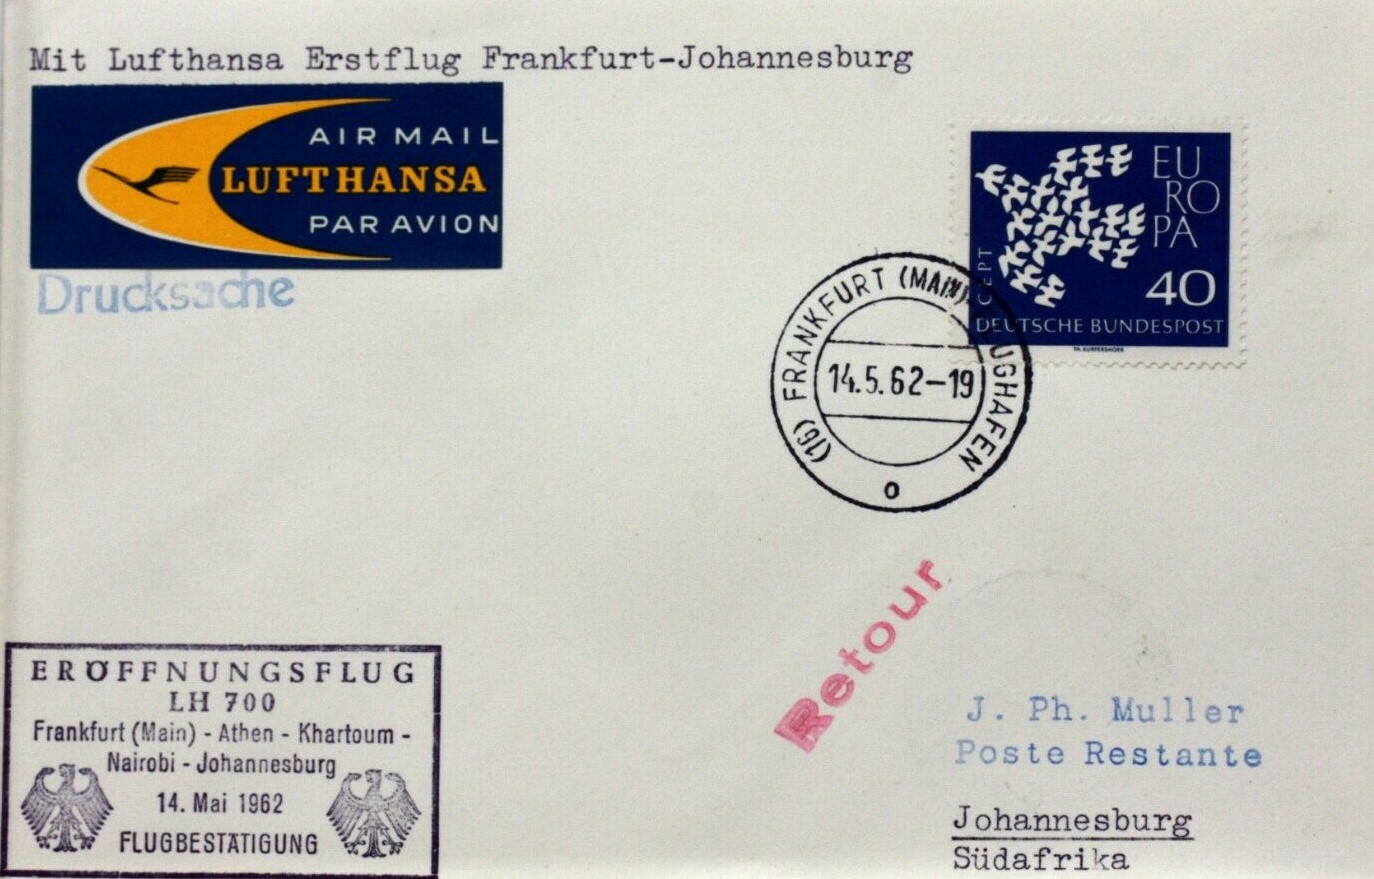 Mit Lufthansa Erstflug Frankfurt-Johannesburg
AIR MAIL
LUFTHANSA
PAR AVION
Drucksache
EUROPA
CEPT
40
DEUTSCHE BUNDESPOST
(16) FRANKFURT (MAIN) FLUGHAFEN
14.5.62-19
o
Retour
ERÖFFNUNGSFLUG
LH 700
Frankfurt (Main) - Athen - Khartoum -
Nairobi - Johannesburg
14. Mai 1962
FLUGBESTÄTIGUNG
J. Ph. Muller
Poste Restante
Johannesburg
Südafrika